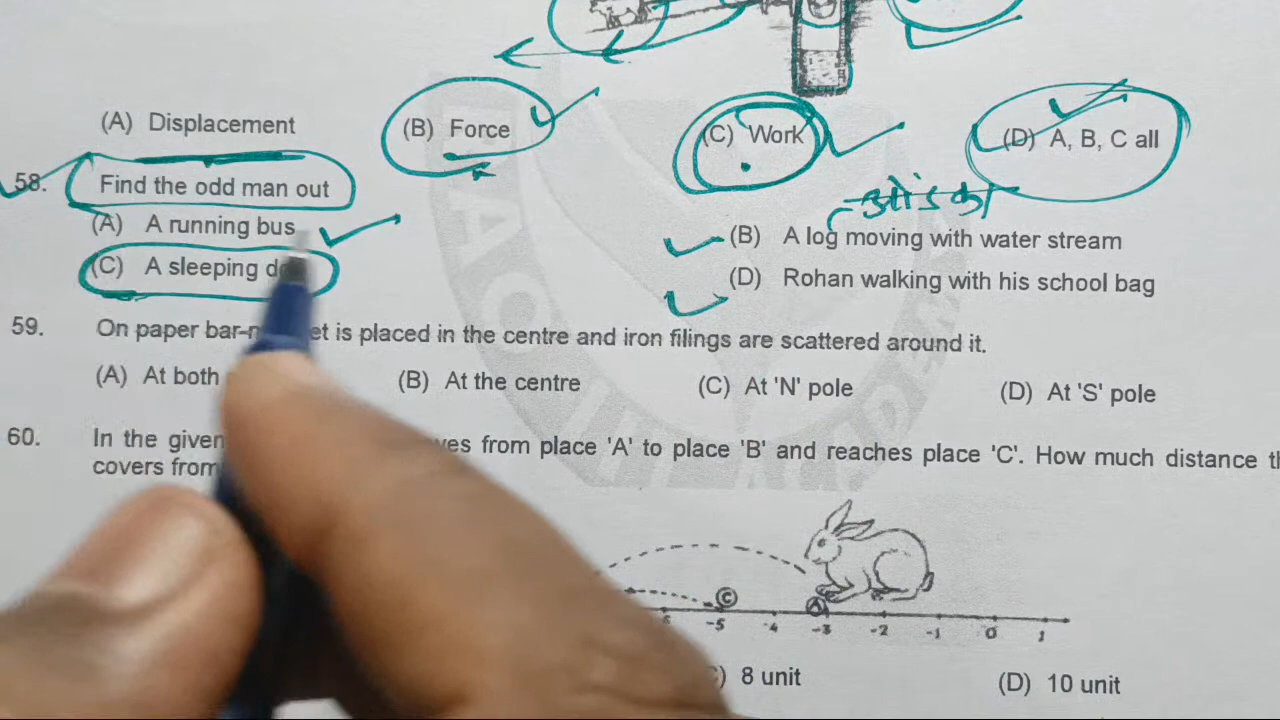 (A) Displacement (B) Force (C) Work (D) A, B, C all
58. Find the odd man out
(A) A running bus (B) A log moving with water stream
(C) A sleeping (D) Rohan walking with his school bag
59. On paper is placed in the centre and iron filings are scattered around it.
(A) At both (B) At the centre (C) At 'N' pole (D) At 'S' pole
60. In the given from place 'A' to place 'B' and reaches place 'C'. How much distance
covers from
C A
-5 -4 -3 -2 -1 0 1
8 unit (D) 10 unit